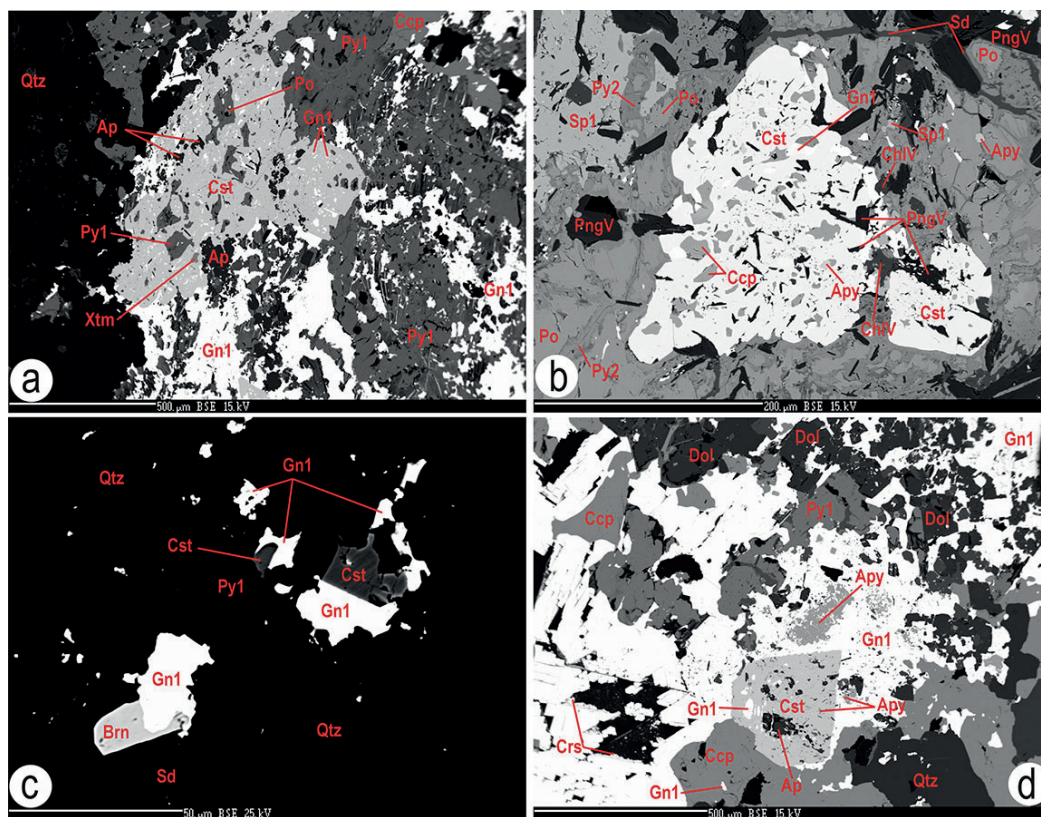 Ccp
Py1
Qtz
Po
Gn1
Ap
Cst
Py1
Ap
Xtm
Gn1
Gn1
Py1
a
500.µm BSE 15.kV
Sd
PngV
Po
Py2
Po
Sp1
Gn1
Cst
Sp1
Apy
ChlV
PngV
PngV
Ccp
Apy
Cst
ChlV
Po
Py2
b
200.µm BSE 15.kV
Qtz
Gn1
Cst
Py1
Cst
Gn1
Gn1
Brn
Qtz
Sd
c
50.µm BSE 25.kV
Dol
Dol
Gn1
Ccp
Py1
Dol
Apy
Gn1
Gn1
Cst
Apy
Crs
Ccp
Ap
Qtz
Gn1
d
500.µm BSE 15.kV